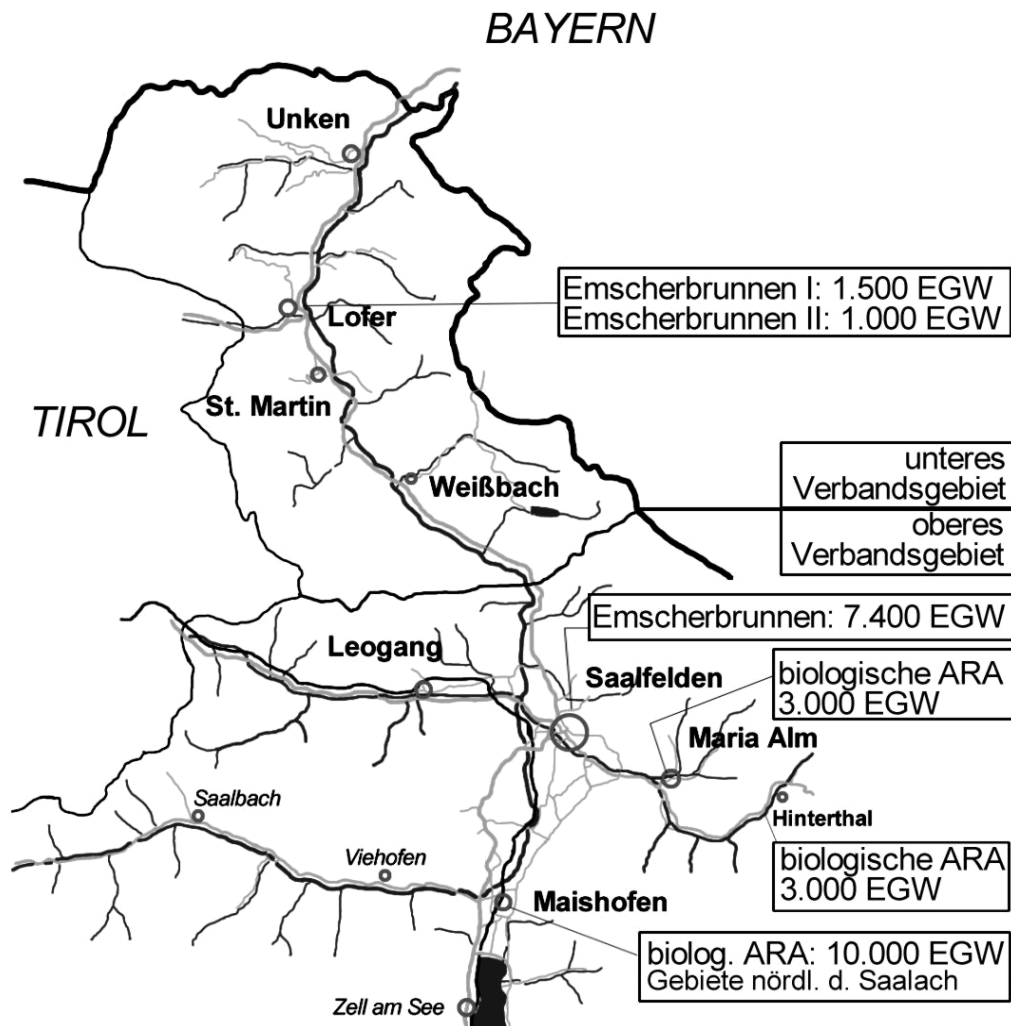 BAYERN
Unken
Emscherbrunnen I: 1.500 EGW
Emscherbrunnen II: 1.000 EGW
Lofer
St. Martin
TIROL
Weißbach
unteres
Verbandsgebiet
oberes
Verbandsgebiet
Emscherbrunnen: 7.400 EGW
Leogang
Saalfelden
biologische ARA
3.000 EGW
Maria Alm
Saalbach
Hinterthal
Viehofen
biologische ARA
3.000 EGW
Maishofen
biolog. ARA: 10.000 EGW
Gebiete nördl. d. Saalach
Zell am See